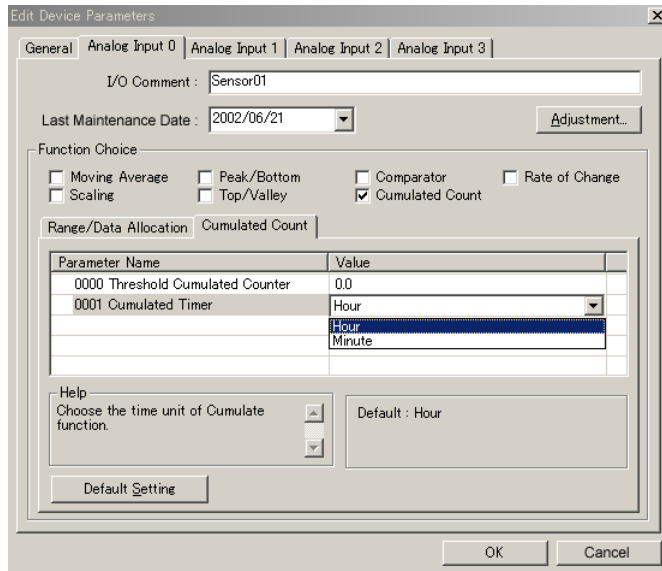 Edit Device Parameters
General Analog Input 0 Analog Input 1 Analog Input 2 Analog Input 3
I/O Comment : Sensor01
Last Maintenance Date : 2002/06/21 Adjustment...
Function Choice
Moving Average Peak/Bottom Comparator Rate of Change
Scaling Top/Valley Cumulated Count
Range/Data Allocation Cumulated Count
Parameter Name Value
0000 Threshold Cumulated Counter 0.0
0001 Cumulated Timer Hour
Hour
Minute
Help
Choose the time unit of Cumulate
function.
Default : Hour
Default Setting
OK Cancel